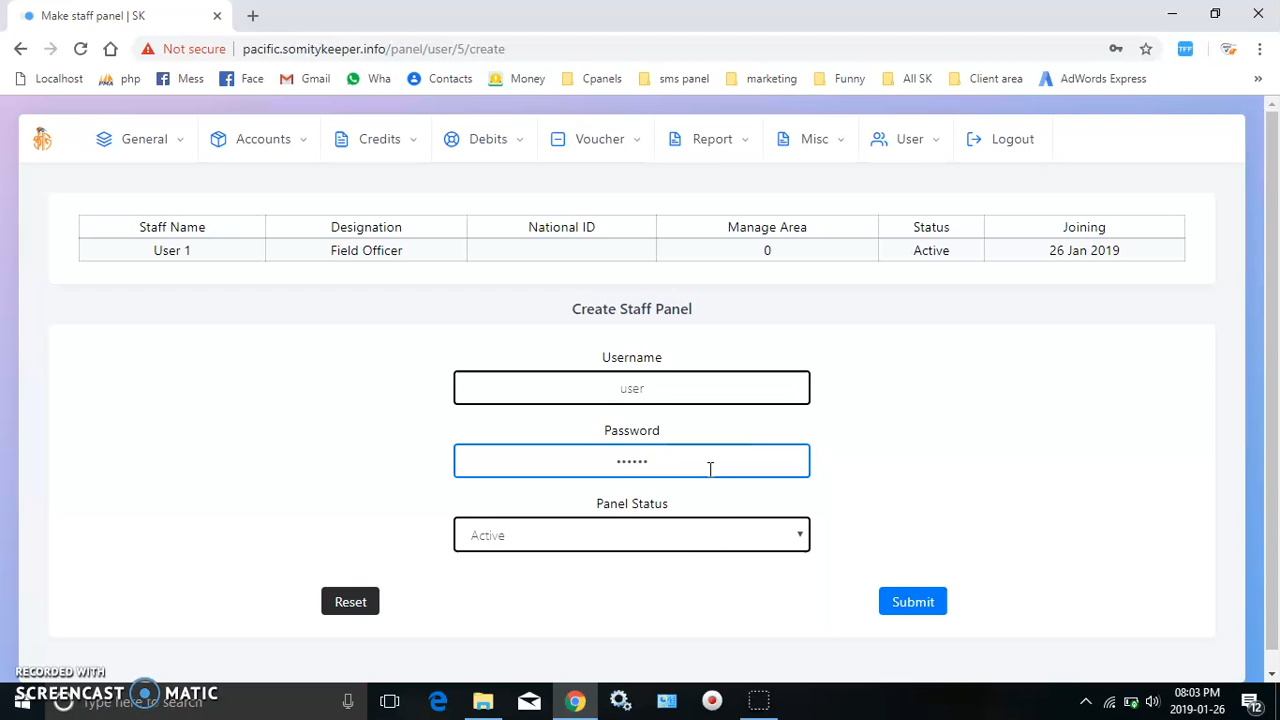 Make staff panel | SK
Not secure pacific.somitykeeper.info/panel/user/5/create
Localhost php Mess Face Gmail Wha Contacts Money Cpanels sms panel marketing Funny All SK Client area AdWords Express »
General Accounts Credits Debits Voucher Report Misc User Logout
Staff Name Designation National ID Manage Area Status Joining
User 1 Field Officer 0 Active 26 Jan 2019
Create Staff Panel
Username
user
Password
••••••
Panel Status
Active
Reset Submit
RECORDED WITH
SCREENCAST MATIC
Type here to search
08:03 PM
2019-01-26
12